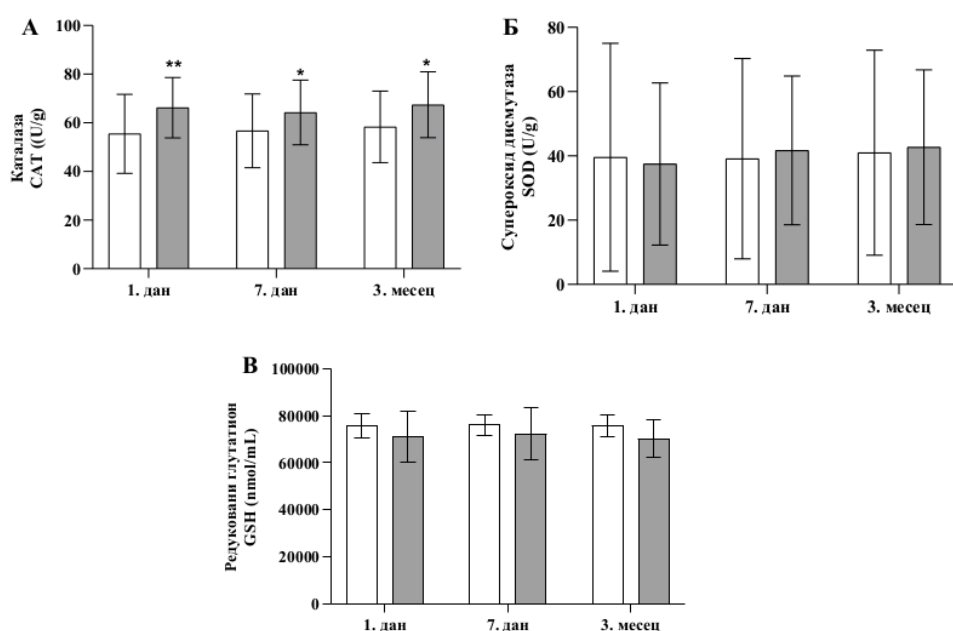 А
Каталаза
CAT ((U/g)
100
80
60
40
20
0
**
*
*
1. дан
7. дан
3. месец
Б
Супероксид дисмутаза
SOD (U/g)
80
60
40
20
0
1. дан
7. дан
3. месец
В
Редуковани глутатион
GSH (nmol/mL)
100000
80000
60000
40000
20000
0
1. дан
7. дан
3. месец